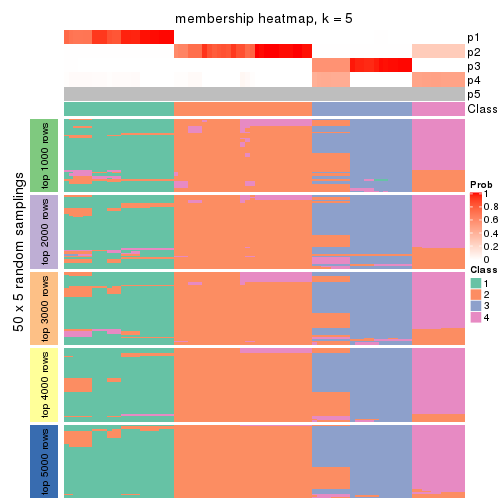 membership heatmap, k = 5
p1
p2
p3
p4
p5
Class
50 x 5 random samplings
top 1000 rows
top 2000 rows
top 3000 rows
top 4000 rows
top 5000 rows
Prob
1
0.8
0.6
0.4
0.2
0
Class
1
2
3
4